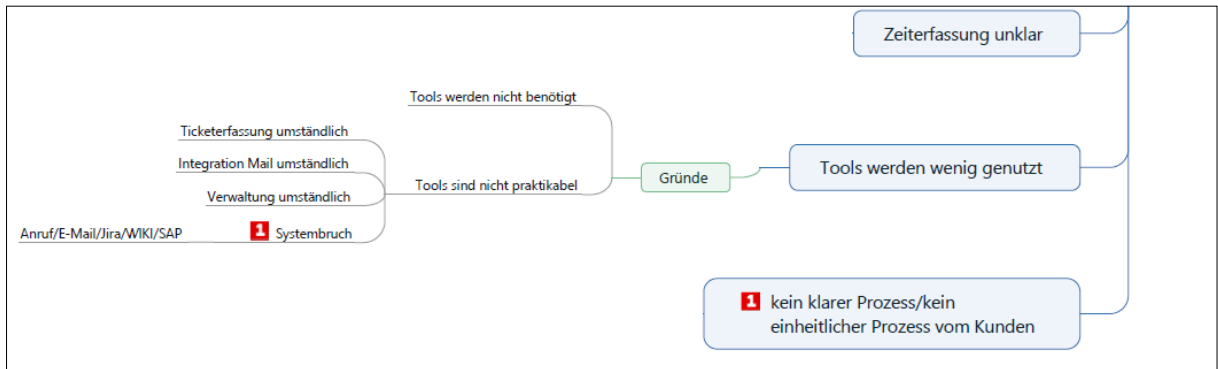 Zeiterfassung unklar
Tools werden nicht benötigt
Ticketerfassung umständlich
Integration Mail umständlich
Tools werden wenig genutzt
Gründe
Tools sind nicht praktikabel
Verwaltung umständlich
Anruf/E-Mail/Jira/WIKI/SAP
1 Systembruch
1 kein klarer Prozess/kein
einheitlicher Prozess vom Kunden